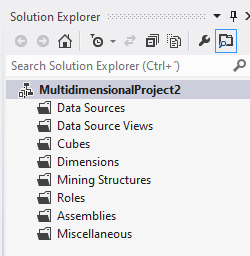 Solution Explorer
Search Solution Explorer (Ctrl+´)
MultidimensionalProject2
Data Sources
Data Source Views
Cubes
Dimensions
Mining Structures
Roles
Assemblies
Miscellaneous